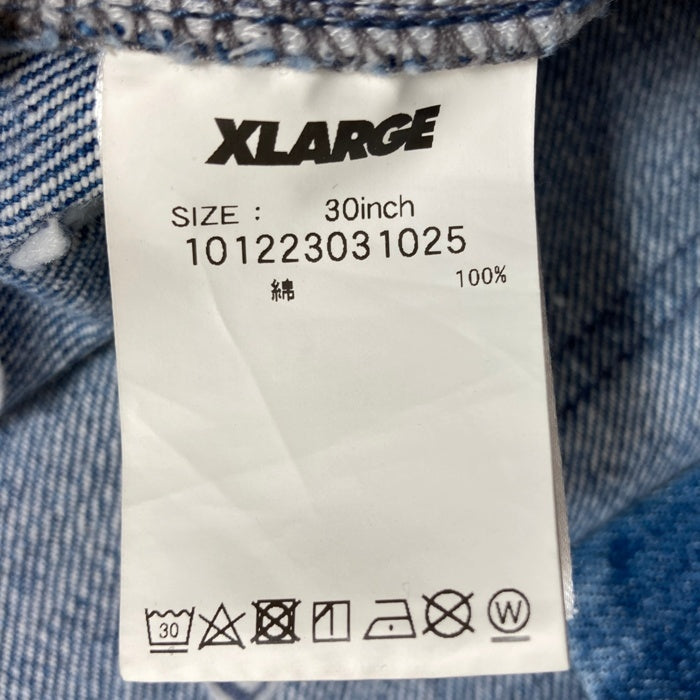 XLARGE
SIZE : 30inch
101223031025
綿 100%
30 W